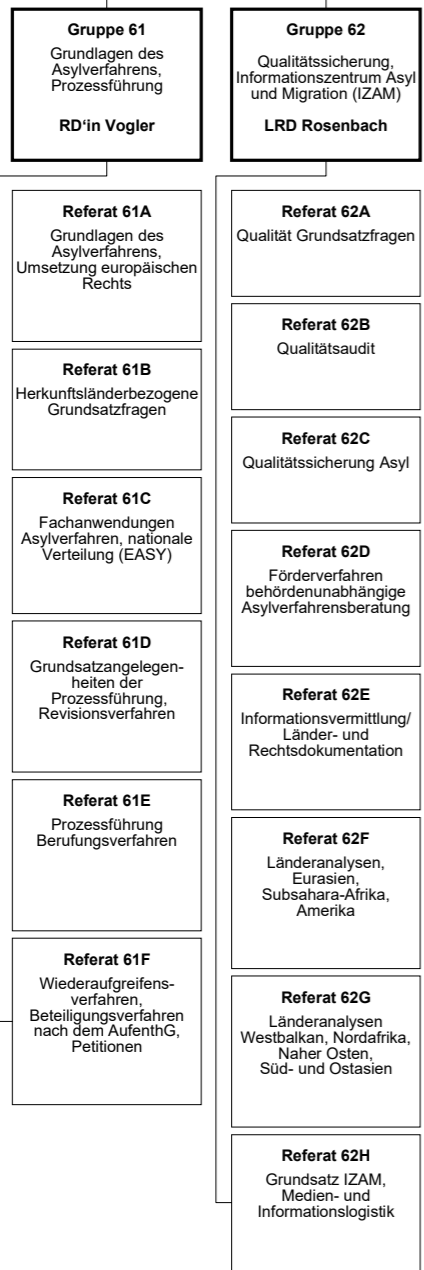 Gruppe 61
Grundlagen des
Asylverfahrens,
Prozessführung
RD‘in Vogler
Referat 61A
Grundlagen des
Asylverfahrens,
Umsetzung europäischen
Rechts
Referat 61B
Herkunftsländerbezogene
Grundsatzfragen
Referat 61C
Fachanwendungen
Asylverfahren, nationale
Verteilung (EASY)
Referat 61D
Grundsatzangelegen-
heiten der
Prozessführung,
Revisionsverfahren
Referat 61E
Prozessführung
Berufungsverfahren
Referat 61F
Wiederaufgreifens-
verfahren,
Beteiligungsverfahren
nach dem AufenthG,
Petitionen
Gruppe 62
Qualitätssicherung,
Informationszentrum Asyl
und Migration (IZAM)
LRD Rosenbach
Referat 62A
Qualität Grundsatzfragen
Referat 62B
Qualitätsaudit
Referat 62C
Qualitätssicherung Asyl
Referat 62D
Förderverfahren
behördenunabhängige
Asylverfahrensberatung
Referat 62E
Informationsvermittlung/
Länder- und
Rechtsdokumentation
Referat 62F
Länderanalysen,
Eurasien,
Subsahara-Afrika,
Amerika
Referat 62G
Länderanalysen
Westbalkan, Nordafrika,
Naher Osten,
Süd- und Ostasien
Referat 62H
Grundsatz IZAM,
Medien- und
Informationslogistik